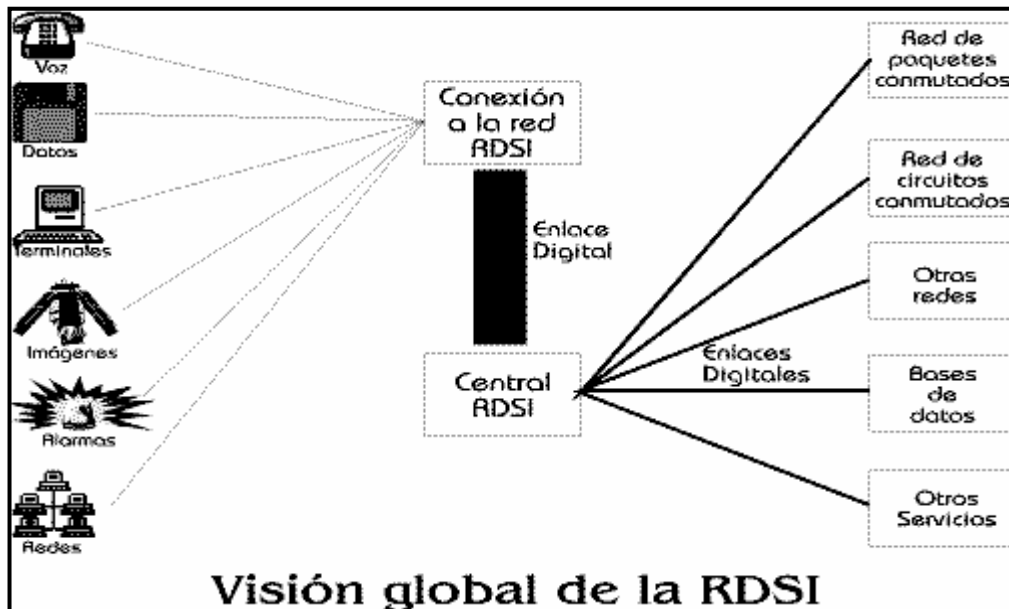 Voz
Datos
Terminales
Imágenes
Alarmas
Redes
Conexión
a la red
RDSI
Enlace
Digital
Central
RDSI
Enlaces
Digitales
Red de
paquetes
conmutados
Red de
circuitos
conmutados
Otras
redes
Bases
de
datos
Otros
Servicios
Visión global de la RDSI